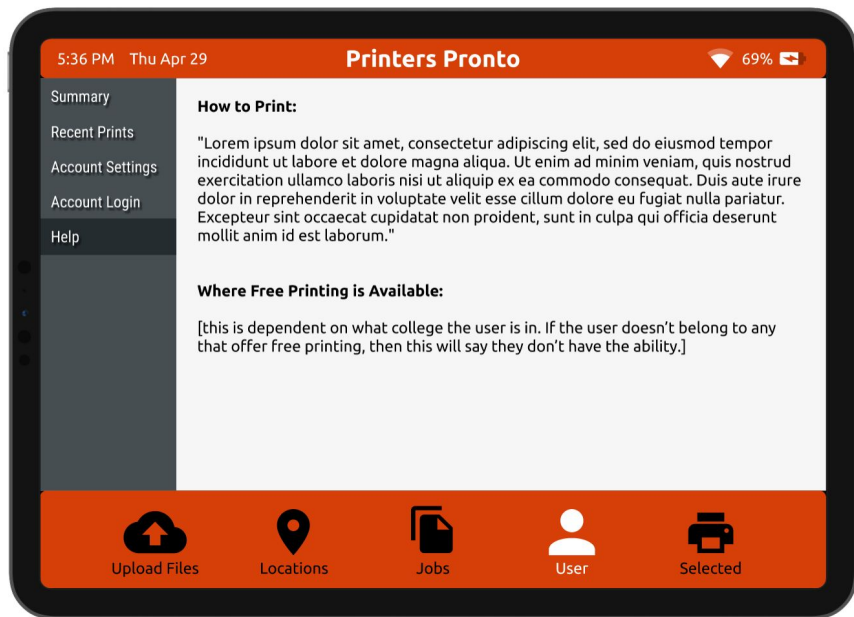 5:36 PM Thu Apr 29 Printers Pronto 69%
Summary
Recent Prints
Account Settings
Account Login
Help
How to Print:
"Lorem ipsum dolor sit amet, consectetur adipiscing elit, sed do eiusmod tempor
incididunt ut labore et dolore magna aliqua. Ut enim ad minim veniam, quis nostrud
exercitation ullamco laboris nisi ut aliquip ex ea commodo consequat. Duis aute irure
dolor in reprehenderit in voluptate velit esse cillum dolore eu fugiat nulla pariatur.
Excepteur sint occaecat cupidatat non proident, sunt in culpa qui officia deserunt
mollit anim id est laborum."
Where Free Printing is Available:
[this is dependent on what college the user is in. If the user doesn’t belong to any
that offer free printing, then this will say they don’t have the ability.]
Upload Files Locations Jobs User Selected